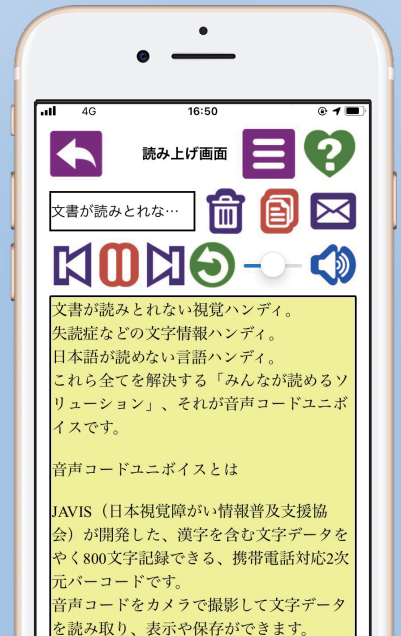 4G 16:50
読み上げ画面
?
文書が読みとれな…
文書が読みとれない視覚ハンディ。
失読症などの文字情報ハンディ。
日本語が読めない言語ハンディ。
これら全てを解決する「みんなが読めるソ
リューション」、それが音声コードユニボ
イスです。
音声コードユニボイスとは
JAVIS（日本視覚障がい情報普及支援協
会）が開発した、漢字を含む文字データを
やく800文字記録できる、携帯電話対応2次
元バーコードです。
音声コードをカメラで撮影して文字データ
を読み取り、表示や保存ができます。